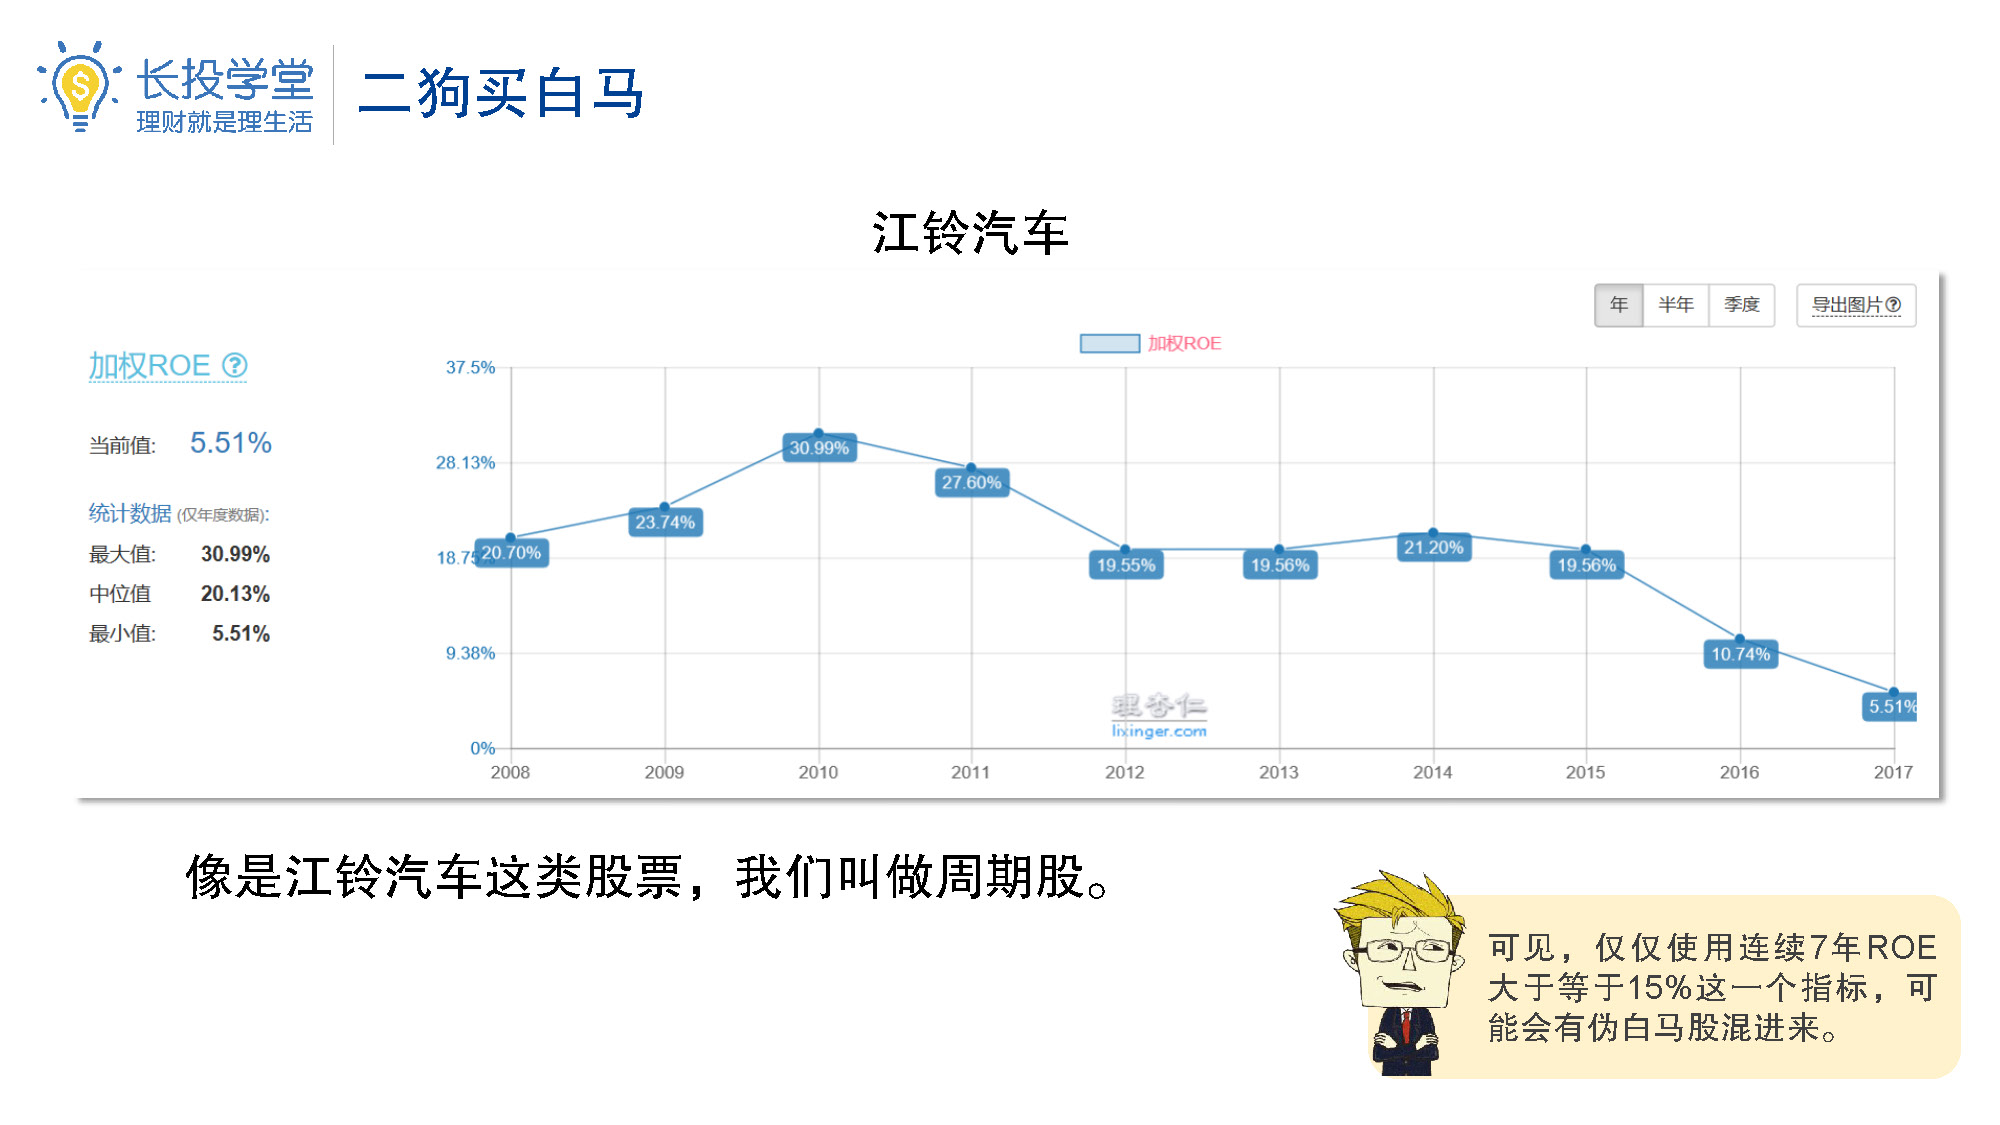 长投学堂
理财就是理生活
二狗买白马
江铃汽车
年 半年 季度 导出图片?
加权ROE
加权ROE ?
当前值: 5.51%
统计数据 (仅年度数据):
最大值: 30.99%
中位值 20.13%
最小值: 5.51%
37.5%
28.13%
18.75%
9.38%
0%
20.70%
23.74%
30.99%
27.60%
19.55%
19.56%
21.20%
19.56%
10.74%
5.51%
理杏仁
lixinger.com
2008 2009 2010 2011 2012 2013 2014 2015 2016 2017
像是江铃汽车这类股票，我们叫做周期股。
可见，仅仅使用连续7年ROE
大于等于15%这一个指标，可
能会有伪白马股混进来。